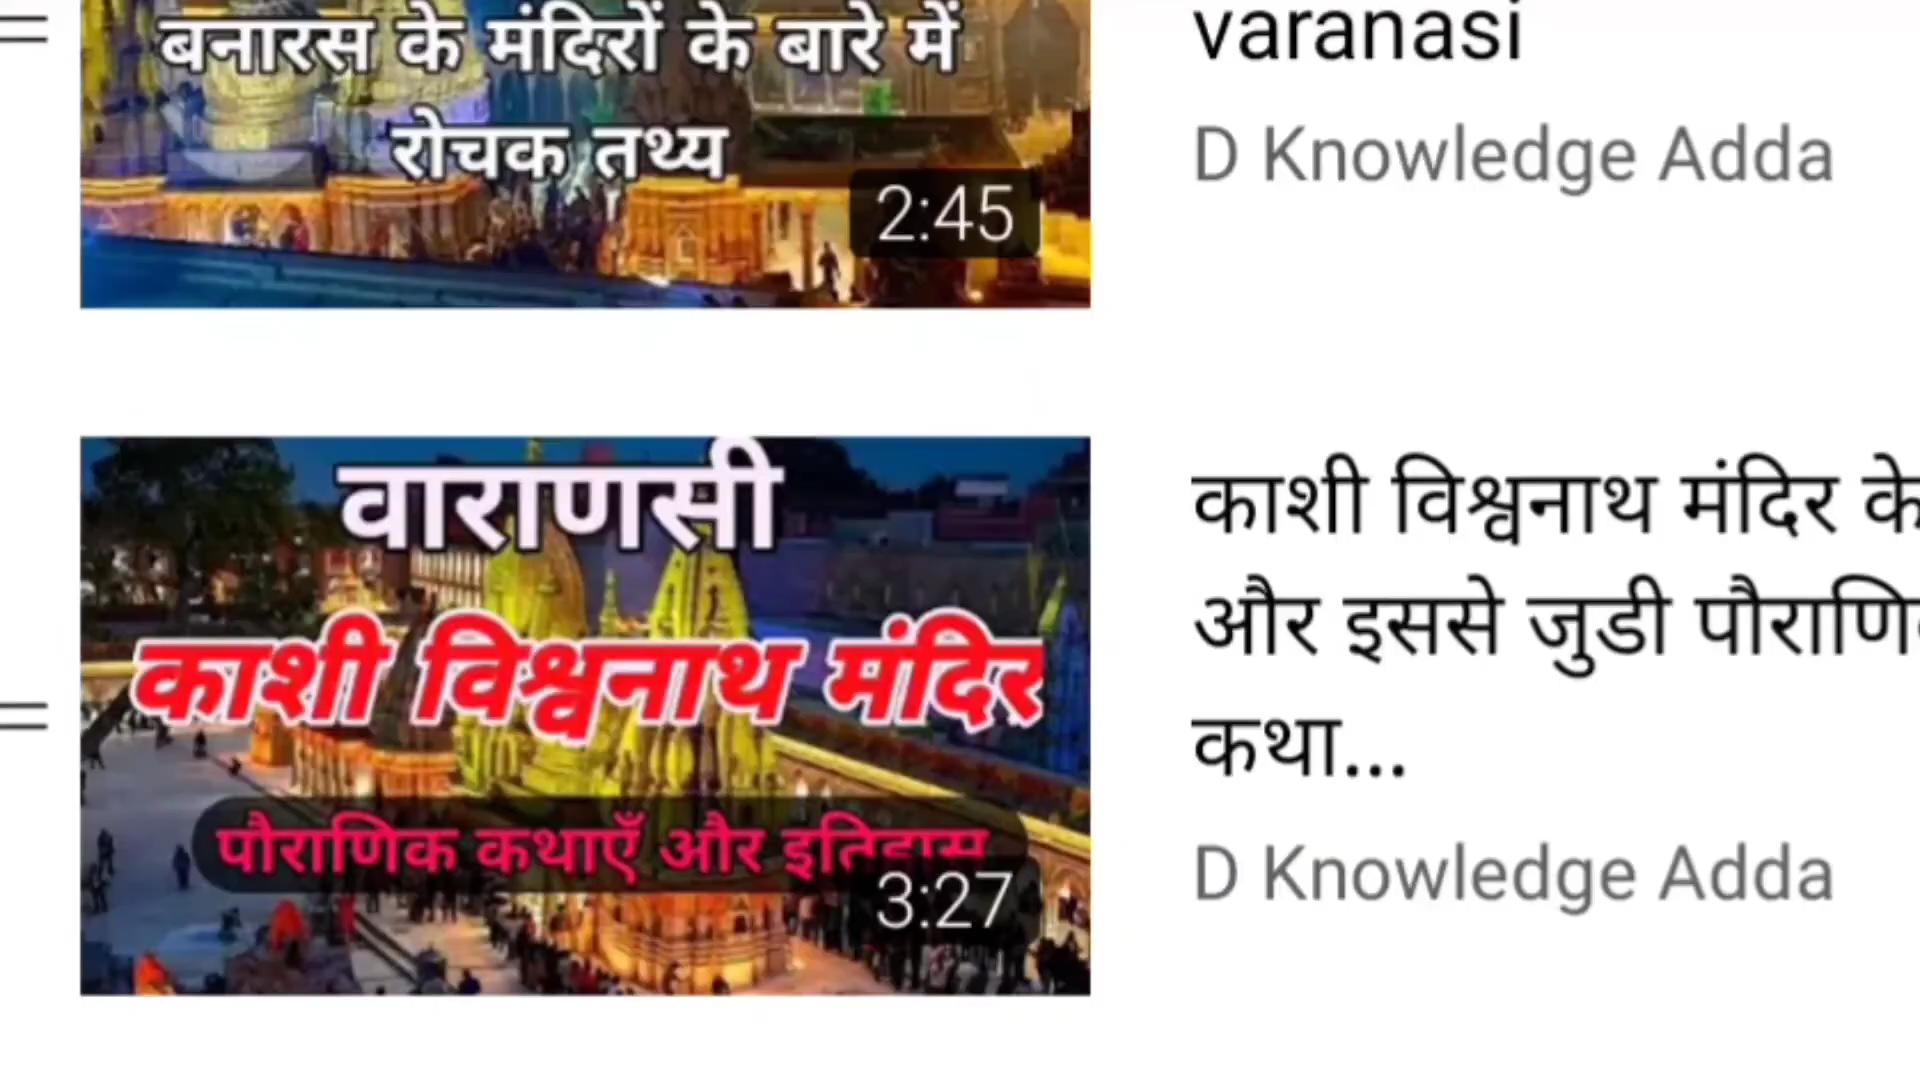 बनारस के मंदिरों के बारे में
रोचक तथ्य
2:45
varanasi
D Knowledge Adda
वाराणसी
काशी विश्वनाथ मंदिर
पौराणिक कथाएँ और इतिहास
3:27
काशी विश्वनाथ मंदिर के
और इससे जुडी पौराणि
कथा...
D Knowledge Adda